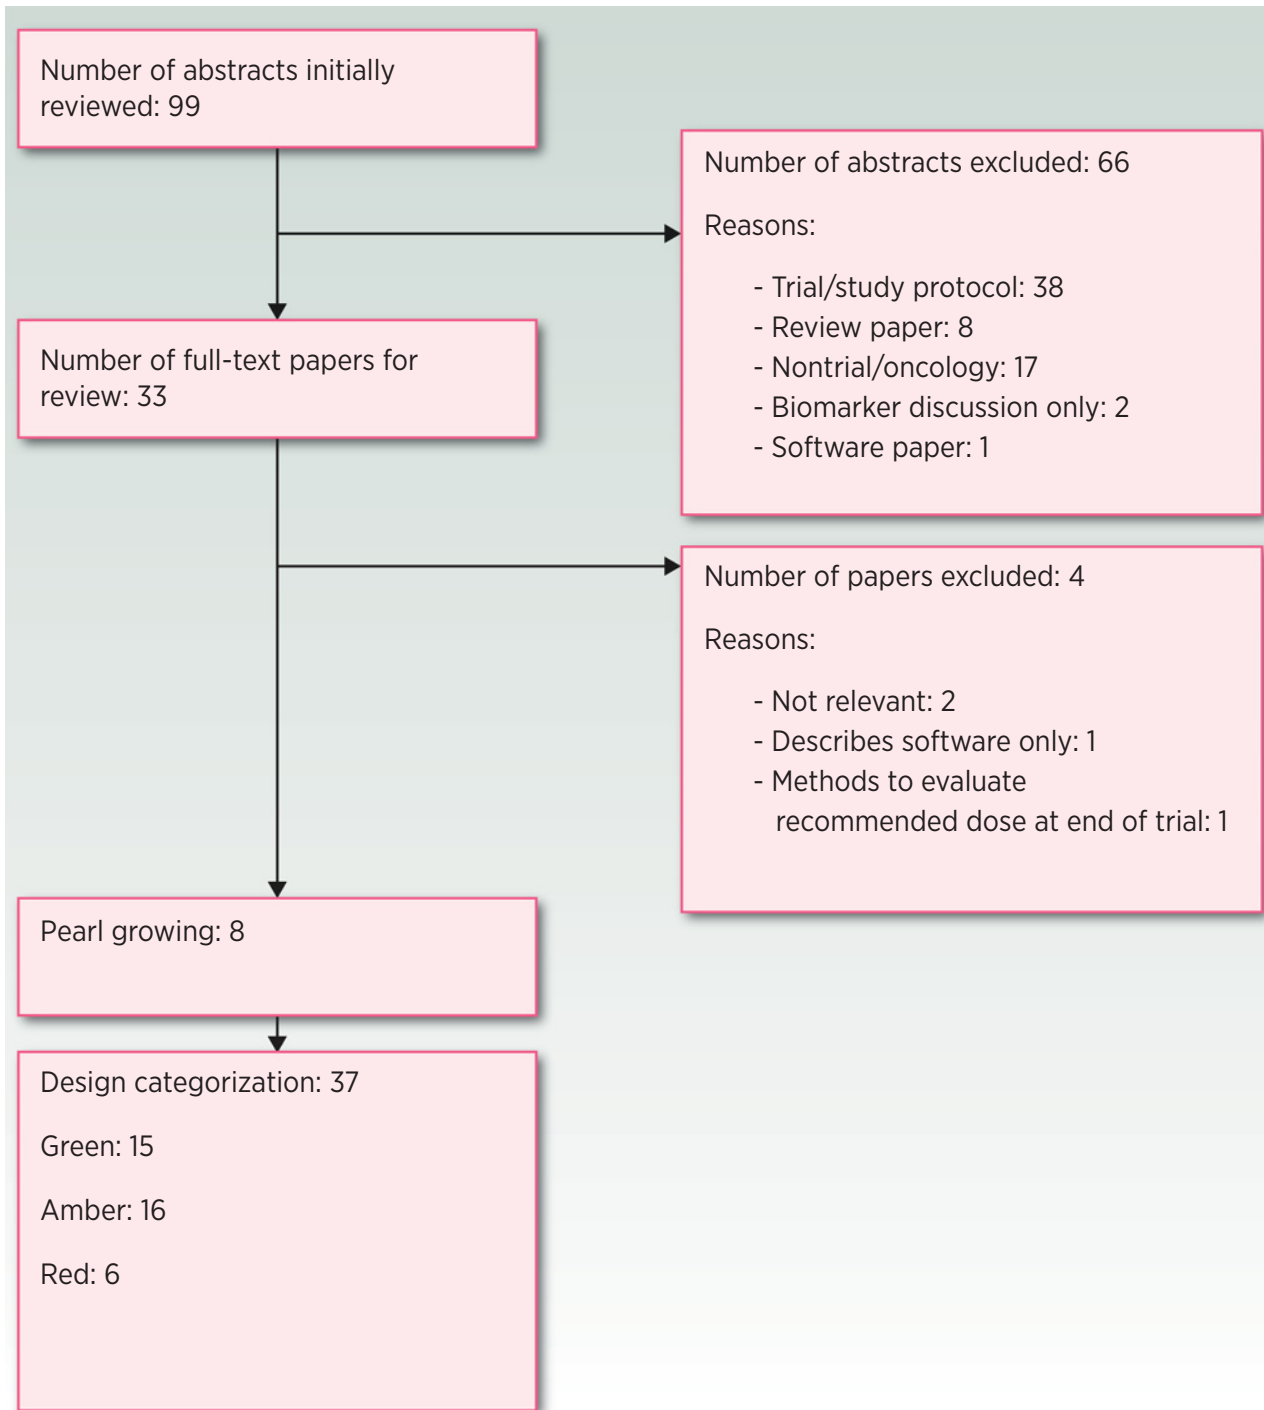 Number of abstracts initially
reviewed: 99
Number of abstracts excluded: 66
Reasons:
- Trial/study protocol: 38
- Review paper: 8
- Nontrial/oncology: 17
- Biomarker discussion only: 2
- Software paper: 1
Number of full-text papers for
review: 33
Number of papers excluded: 4
Reasons:
- Not relevant: 2
- Describes software only: 1
- Methods to evaluate
recommended dose at end of trial: 1
Pearl growing: 8
Design categorization: 37
Green: 15
Amber: 16
Red: 6